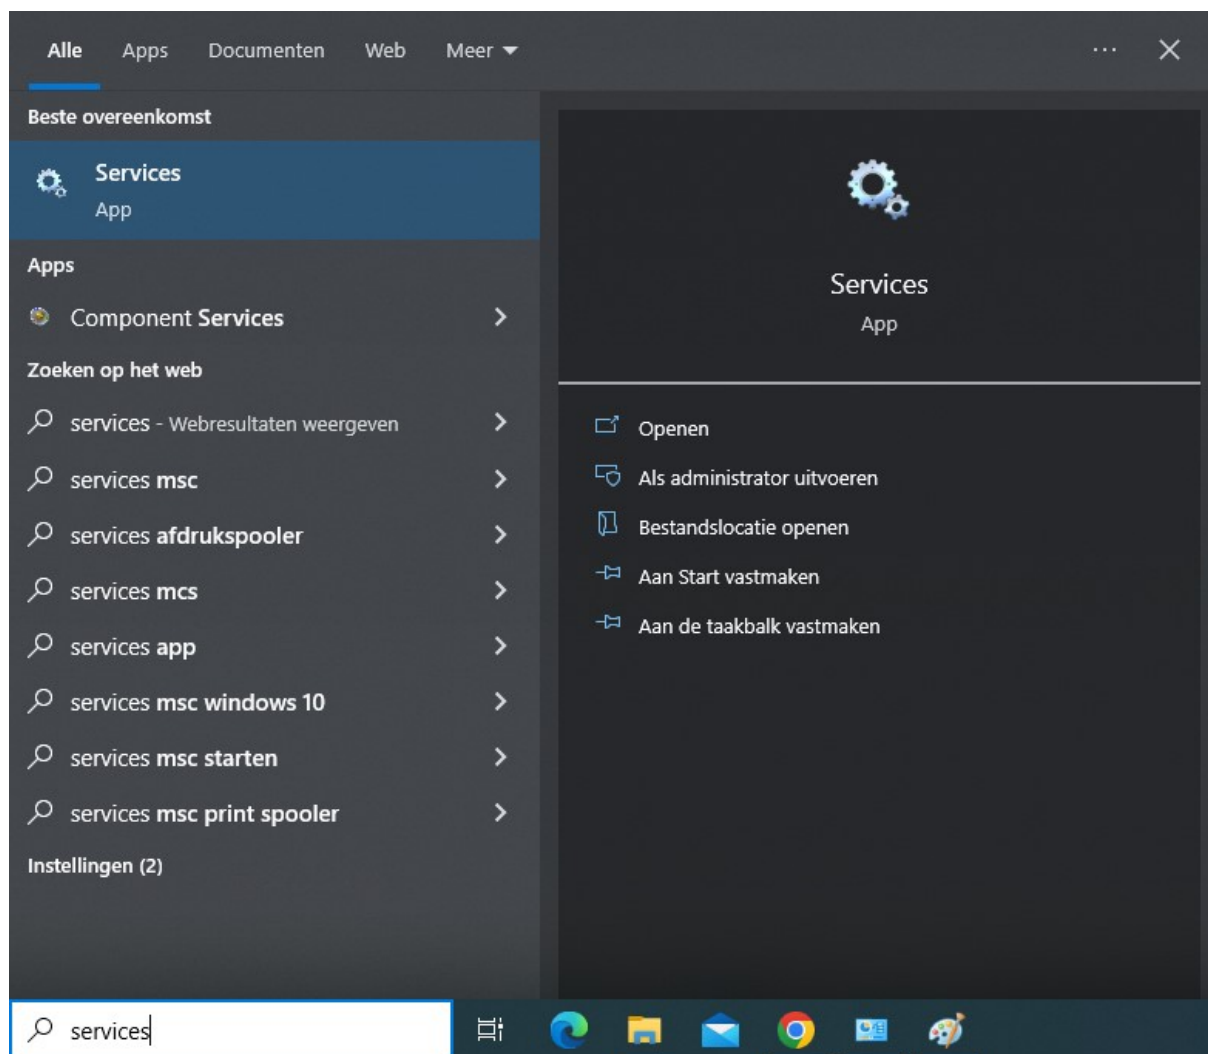 Alle Apps Documenten Web Meer
Beste overeenkomst
Services
App
Apps
Component Services
Zoeken op het web
services - Webresultaten weergeven
services msc
services afdrukspooler
services mcs
services app
services msc windows 10
services msc starten
services msc print spooler
Instellingen (2)
Services
App
Openen
Als administrator uitvoeren
Bestandslocatie openen
Aan Start vastmaken
Aan de taakbalk vastmaken
services